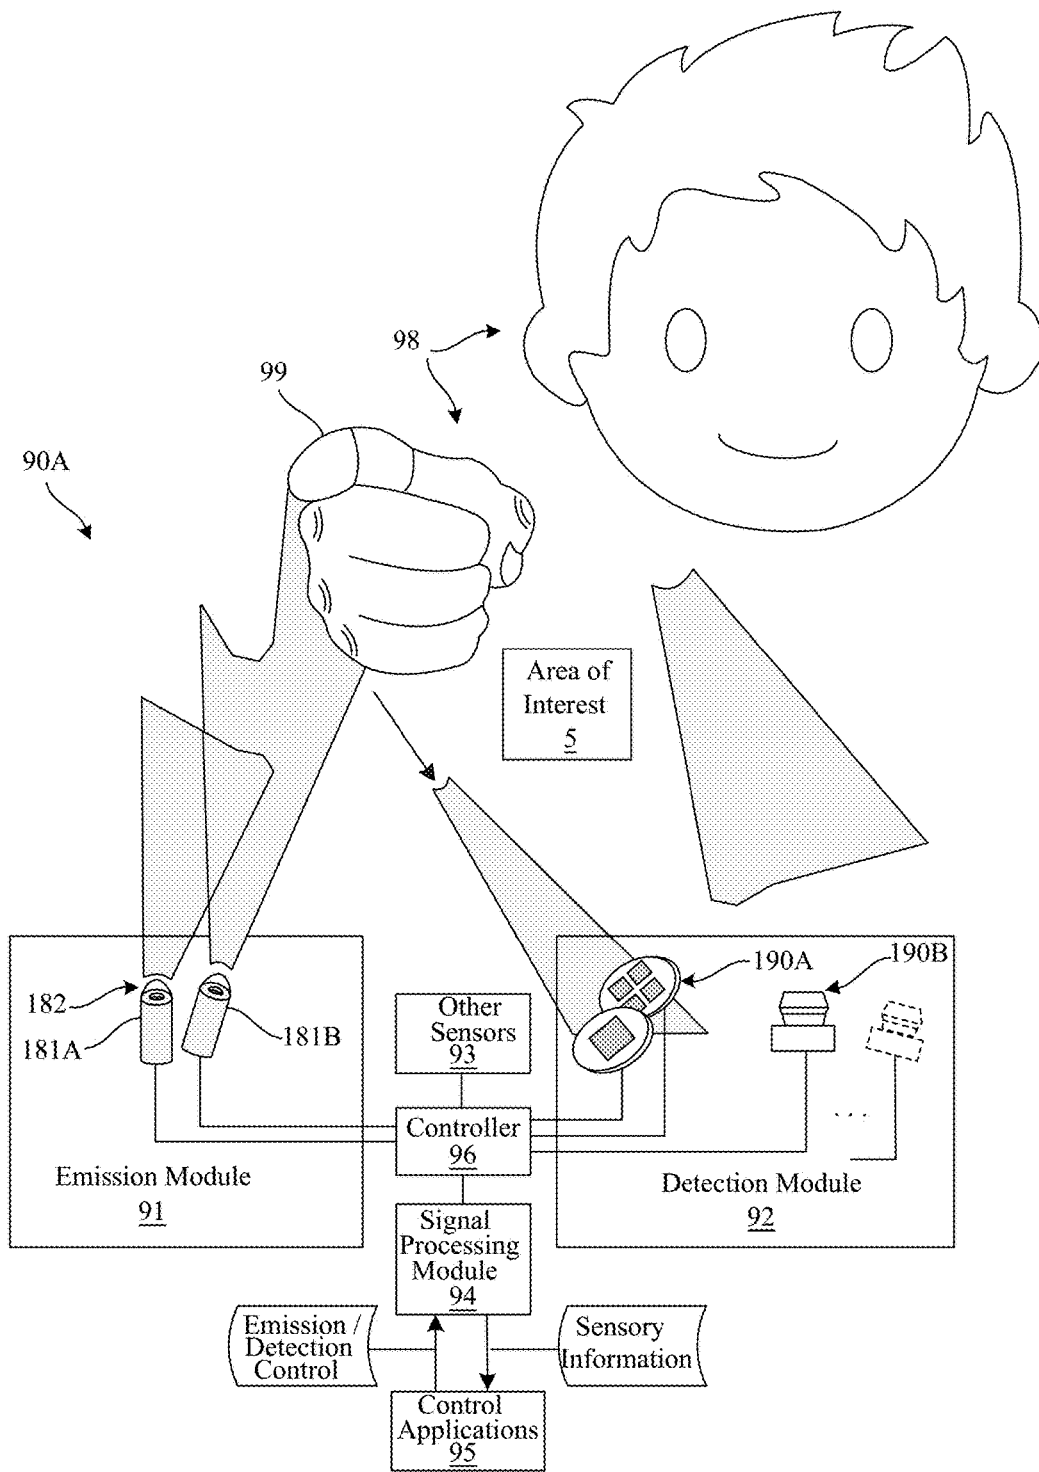 98
99
90A
Area of
Interest
5
190A
190B
182
181A
181B
Other
Sensors
93
Controller
96
Emission Module
91
Detection Module
92
Signal
Processing
Module
94
Emission /
Detection
Control
Sensory
Information
Control
Applications
95